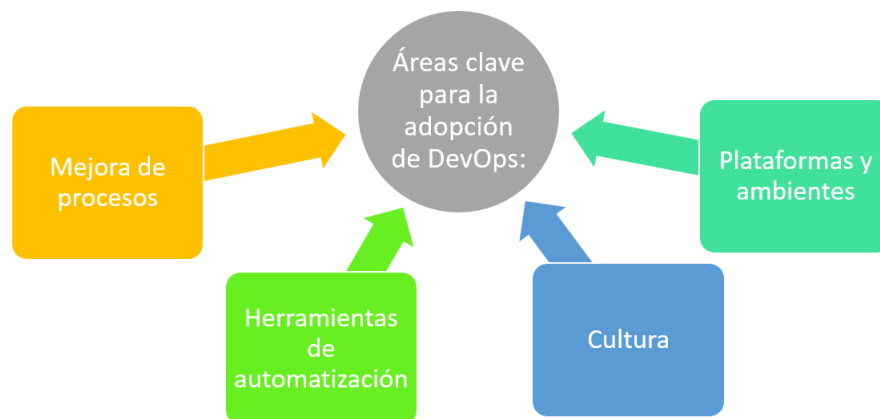 Áreas clave
para la
adopción
de DevOps:
Mejora de
procesos
Plataformas y
ambientes
Herramientas
de
automatización
Cultura